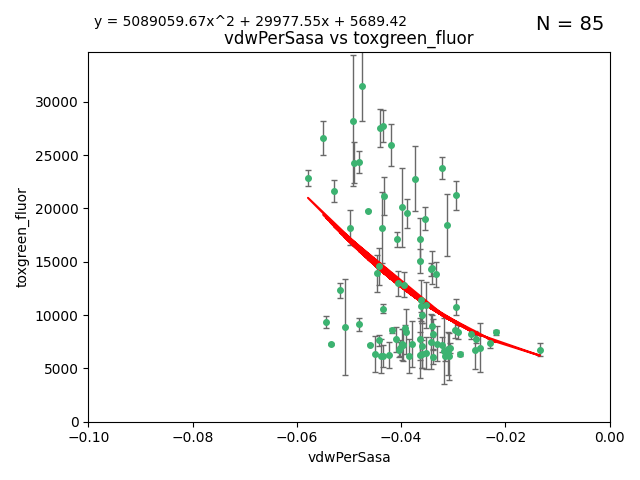 y = 5089059.67x^2 + 29977.55x + 5689.42
N = 85
vdwPerSasa vs toxgreen_fluor
toxgreen_fluor
30000
25000
20000
15000
10000
5000
0
−0.10
−0.08
−0.06
−0.04
−0.02
0.00
vdwPerSasa